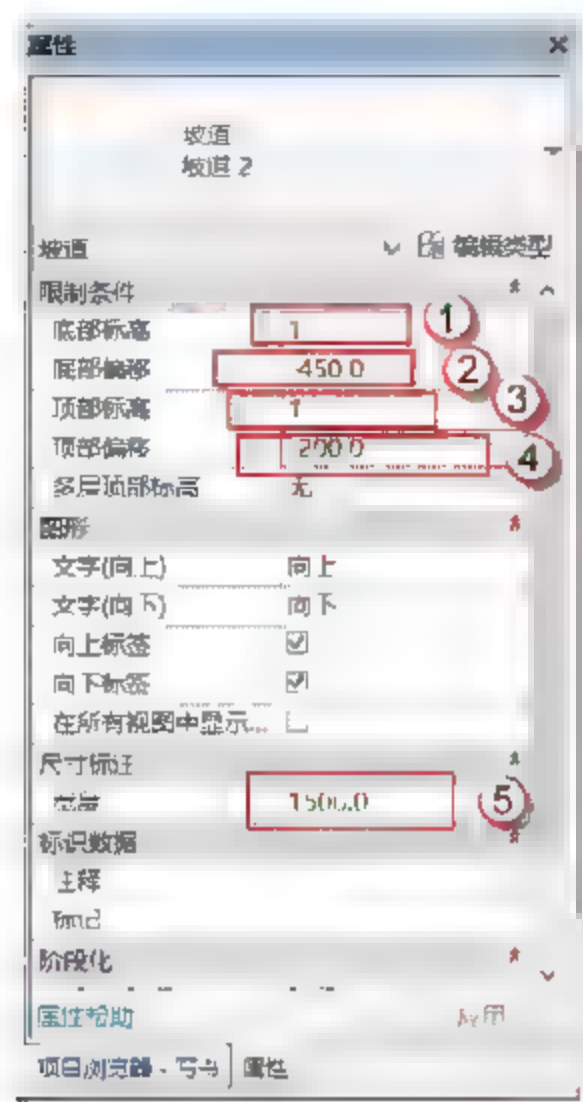 属性
坡道
坡道 2
坡道 编辑类型
限制条件
底部标高 1 ①
底部偏移 -450.0 ②
顶部标高 1 ③
顶部偏移 -200.0 ④
多层顶部标高 无
图形
文字(向上) 向上
文字(向下) 向下
向上标签
向下标签
在所有视图中显示...
尺寸标注
宽度 1500.0 ⑤
标识数据
注释
标记
阶段化
属性帮助 应用
项目浏览器 - 属性